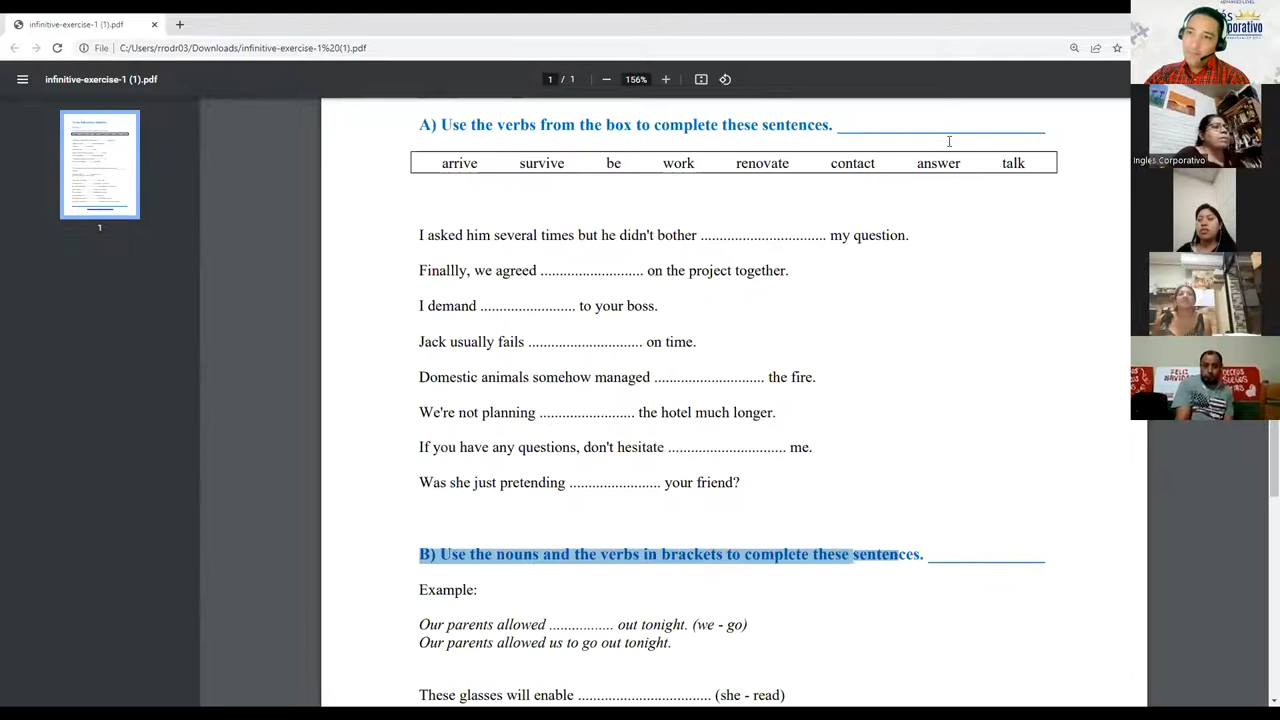 infinitive-exercise-1 (1).pdf
File
C:/Users/rrodr03/Downloads/infinitive-exercise-1%20(1).pdf
infinitive-exercise-1 (1).pdf
1 / 1
156%
1
A) Use the verbs from the box to complete these sentences. ____________________
arrive survive be work renovate contact answer talk
I asked him several times but he didn't bother ................................. my question.
Finallly, we agreed ........................... on the project together.
I demand ......................... to your boss.
Jack usually fails .............................. on time.
Domestic animals somehow managed ............................. the fire.
We're not planning ......................... the hotel much longer.
If you have any questions, don't hesitate ............................... me.
Was she just pretending ........................ your friend?
B) Use the nouns and the verbs in brackets to complete these sentences. ____________
Example:
Our parents allowed ................. out tonight. (we - go)
Our parents allowed us to go out tonight.
These glasses will enable ................................... (she - read)
ADVANCED LEVEL
Ingles Corporativo
FELIZ